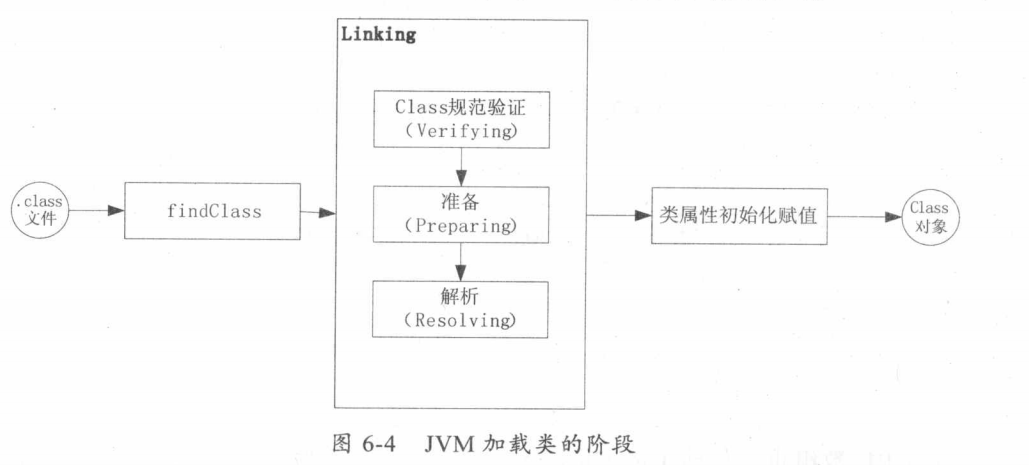 Linking
Class规范验证
(Verifying)
准备
(Preparing)
解析
(Resolving)
.class
文件
findClass
类属性初始化赋值
Class
对象
图 6-4 JVM 加载类的阶段